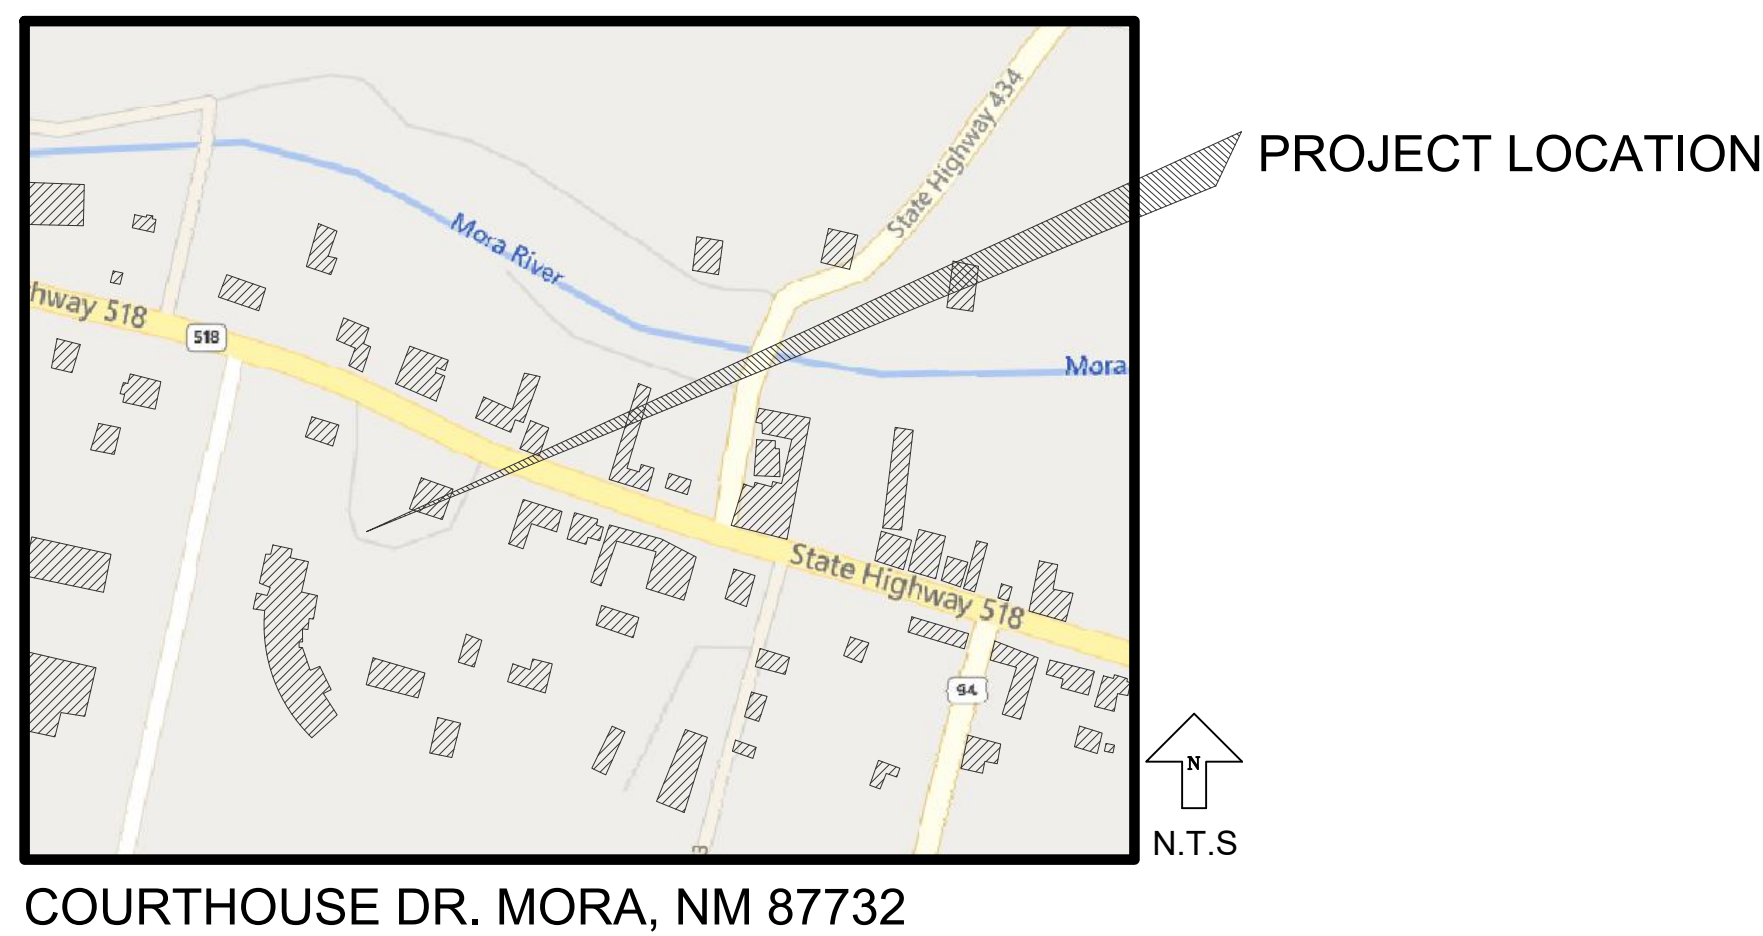 State Highway 434
PROJECT LOCATION
Mora River
hway 518
518
Mora
State Highway 518
94
N
N.T.S
COURTHOUSE DR. MORA, NM 87732